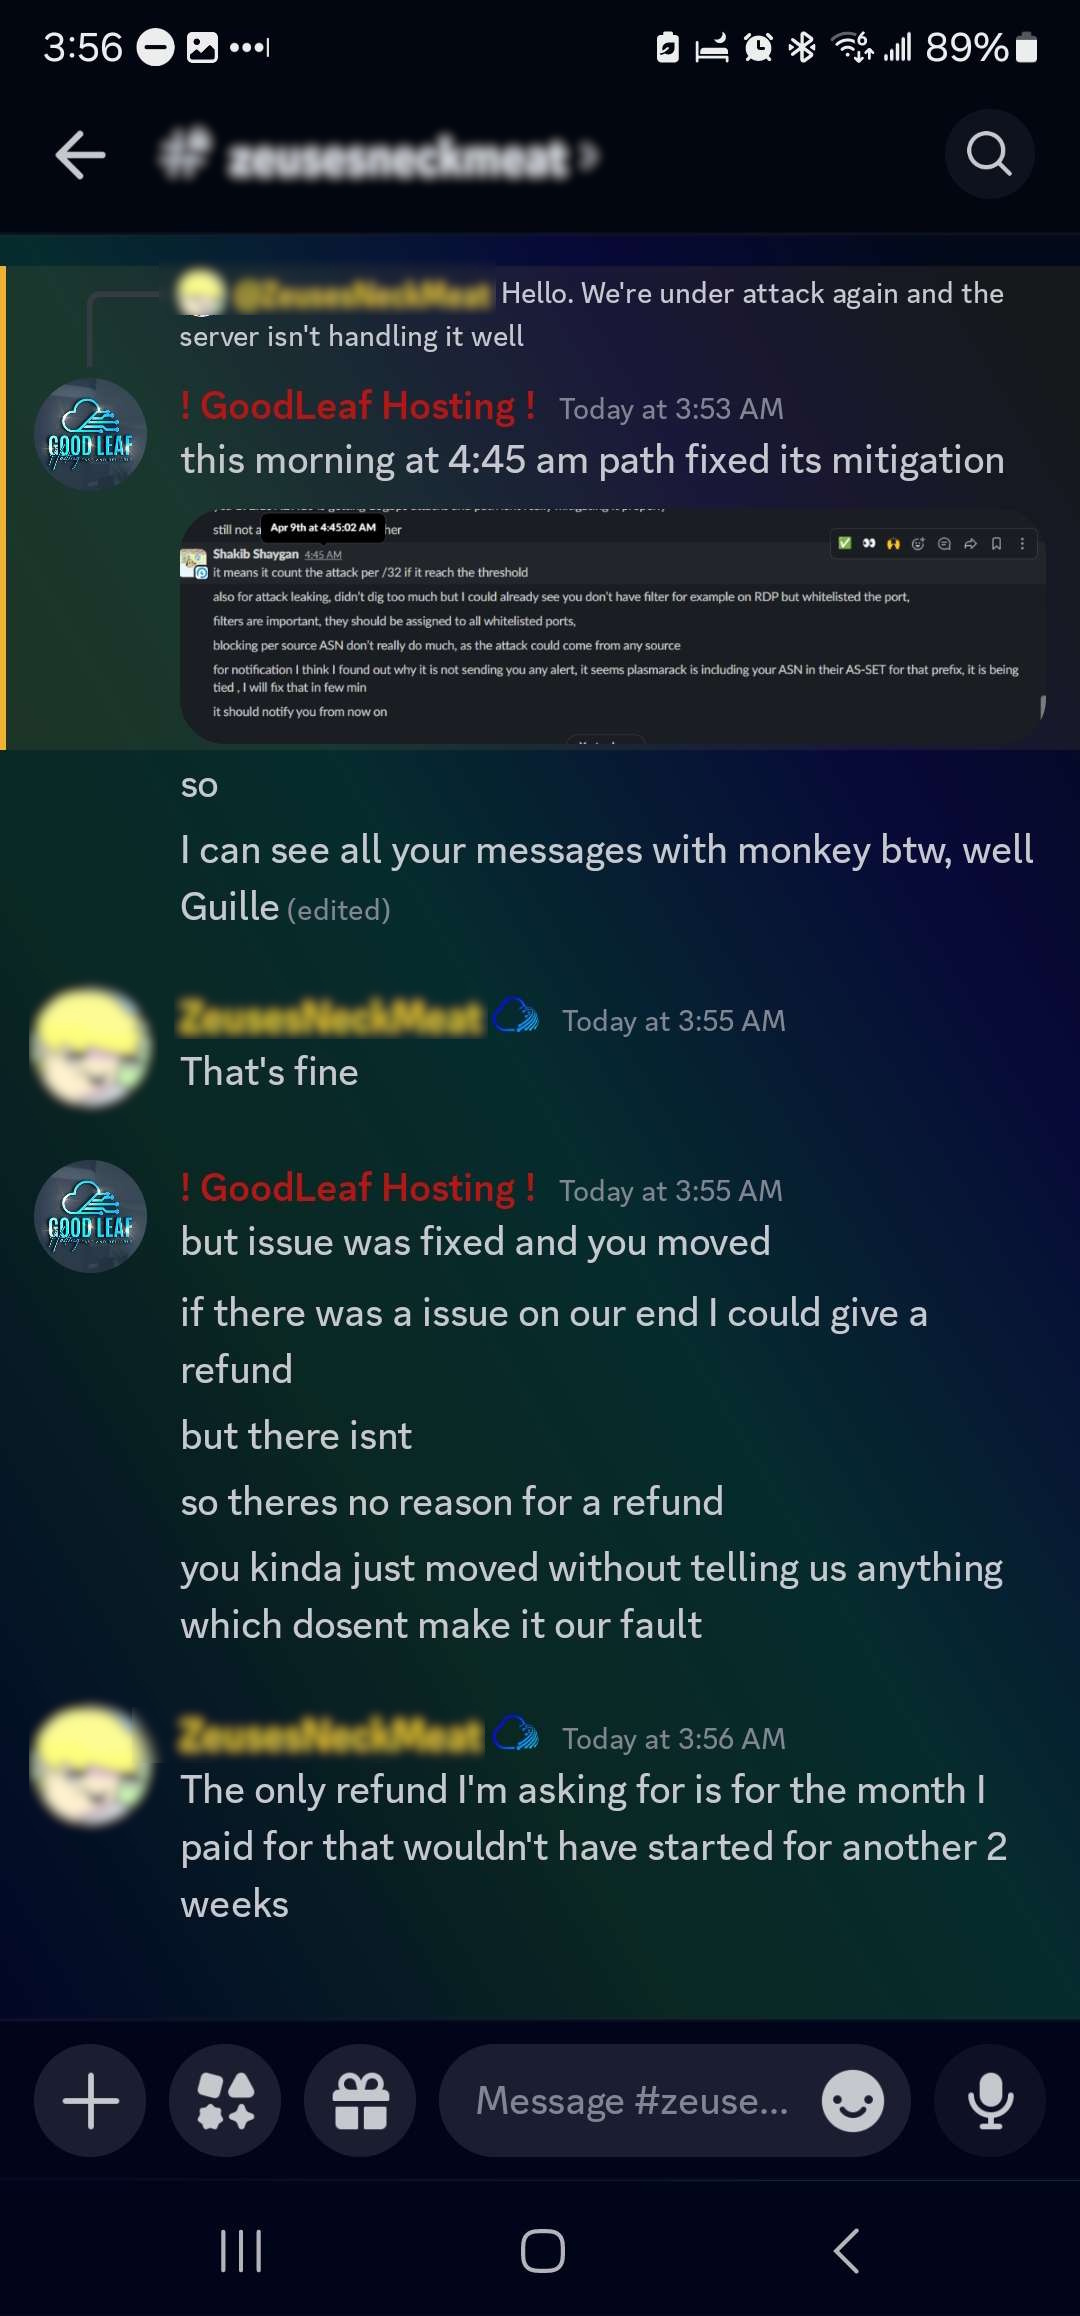 3:56
89%
# zeusesneckmeat
@ZeusesNeckMeat Hello. We're under attack again and the
server isn't handling it well
! GoodLeaf Hosting ! Today at 3:53 AM
GOOD LEAF
Hosting
this morning at 4:45 am path fixed its mitigation
still not a
Apr 9th at 4:45:02 AM
her
Shakib Shaygan 4:45 AM
it means it count the attack per /32 if it reach the threshold
also for attack leaking, didn't dig too much but I could already see you don't have filter for example on RDP but whitelisted the port,
filters are important, they should be assigned to all whitelisted ports,
blocking per source ASN don't really do much, as the attack could come from any source
for notification I think I found out why it is not sending you any alert, it seems plasmarack is including your ASN in their AS-SET for that prefix, it is being
tied , I will fix that in few min
it should notify you from now on
so
I can see all your messages with monkey btw, well
Guille (edited)
ZeusesNeckMeat Today at 3:55 AM
That's fine
! GoodLeaf Hosting ! Today at 3:55 AM
GOOD LEAF
Hosting
but issue was fixed and you moved
if there was a issue on our end I could give a
refund
but there isnt
so theres no reason for a refund
you kinda just moved without telling us anything
which dosent make it our fault
ZeusesNeckMeat Today at 3:56 AM
The only refund I'm asking for is for the month I
paid for that wouldn't have started for another 2
weeks
Message #zeuse...